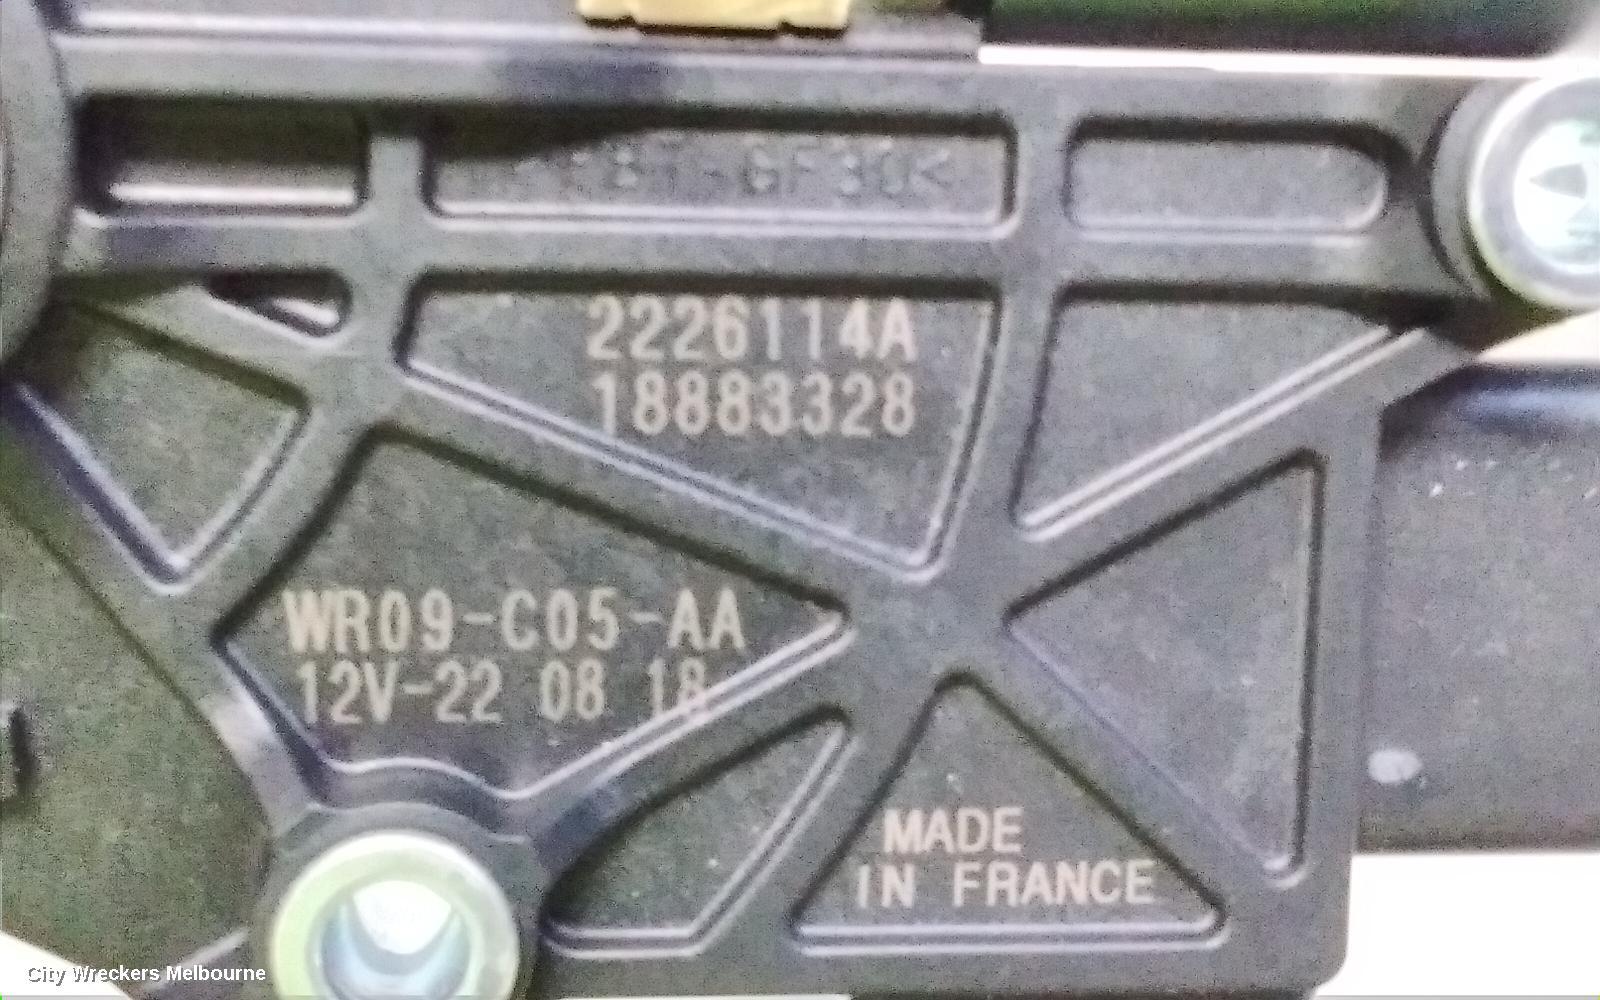 2226114A
18883328
WR09-C05-AA
12V-22 08 18
MADE
IN FRANCE
City Wreckers Melbourne